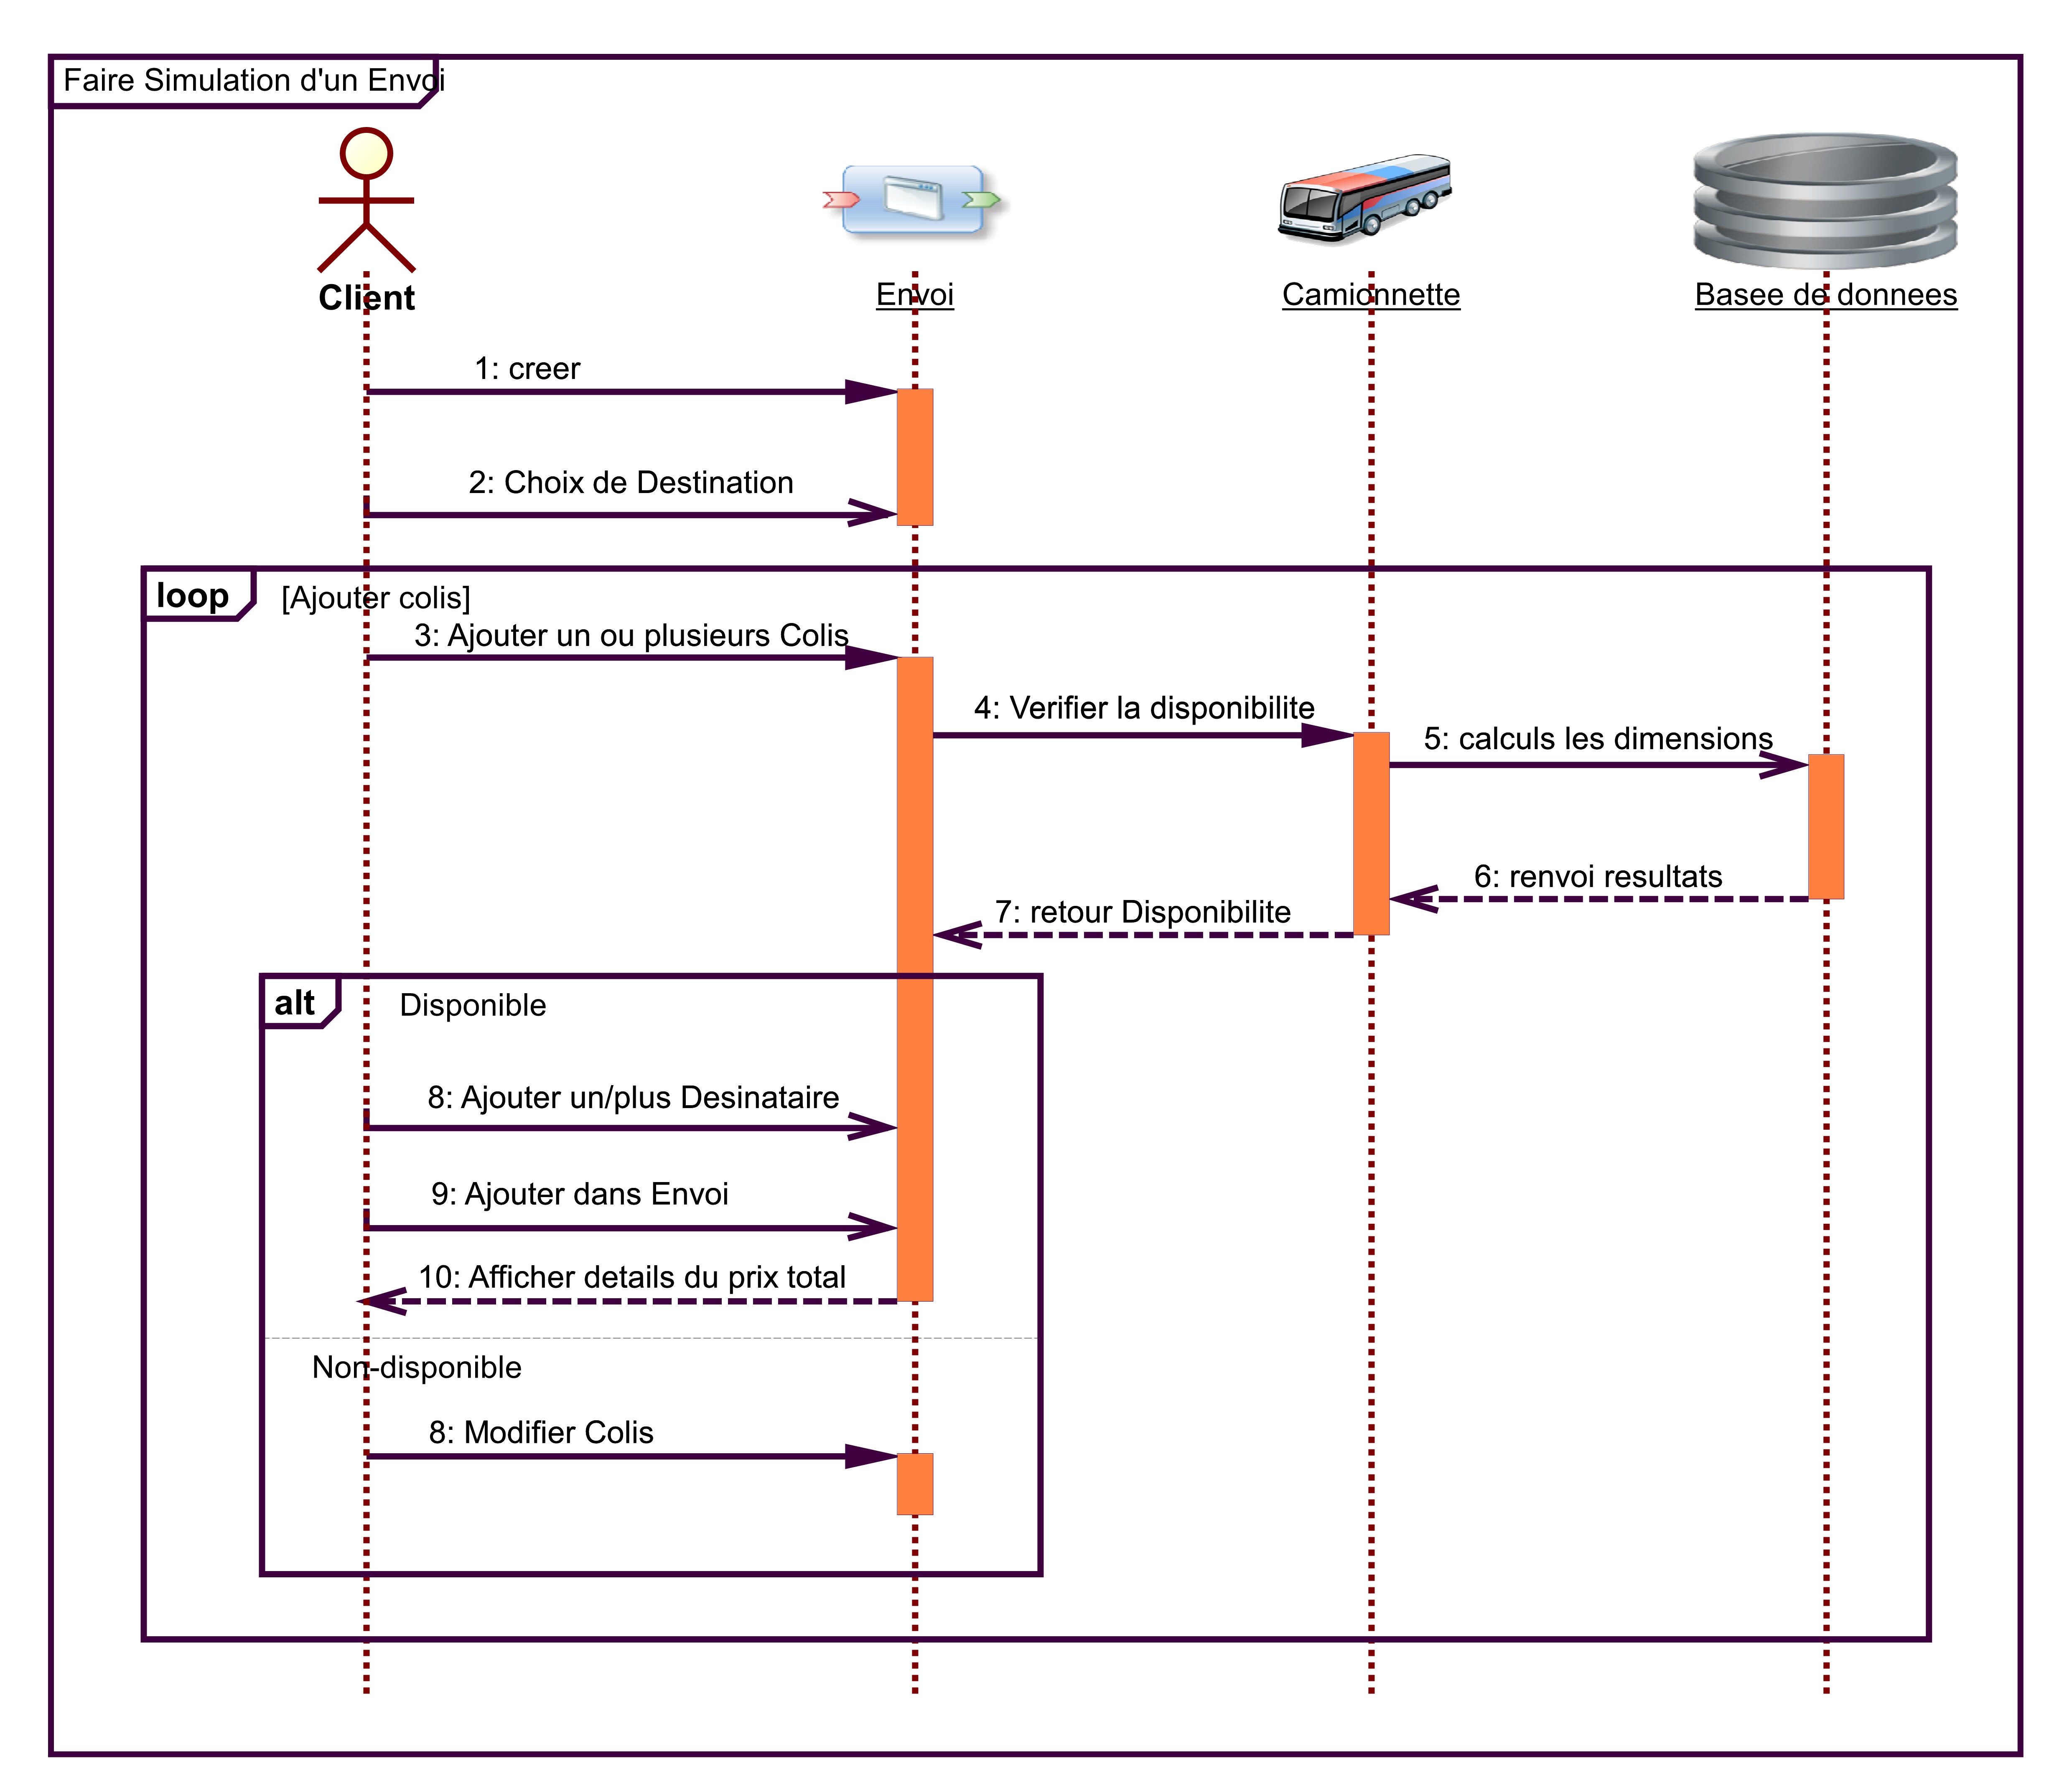 Faire Simulation d'un Envoi
Client
Envoi
Camionnette
Basee de donnees
1: creer
2: Choix de Destination
loop
[Ajouter colis]
3: Ajouter un ou plusieurs Colis
4: Verifier la disponibilite
5: calculs les dimensions
6: renvoi resultats
7: retour Disponibilite
alt
Disponible
8: Ajouter un/plus Desinataire
9: Ajouter dans Envoi
10: Afficher details du prix total
Non-disponible
8: Modifier Colis